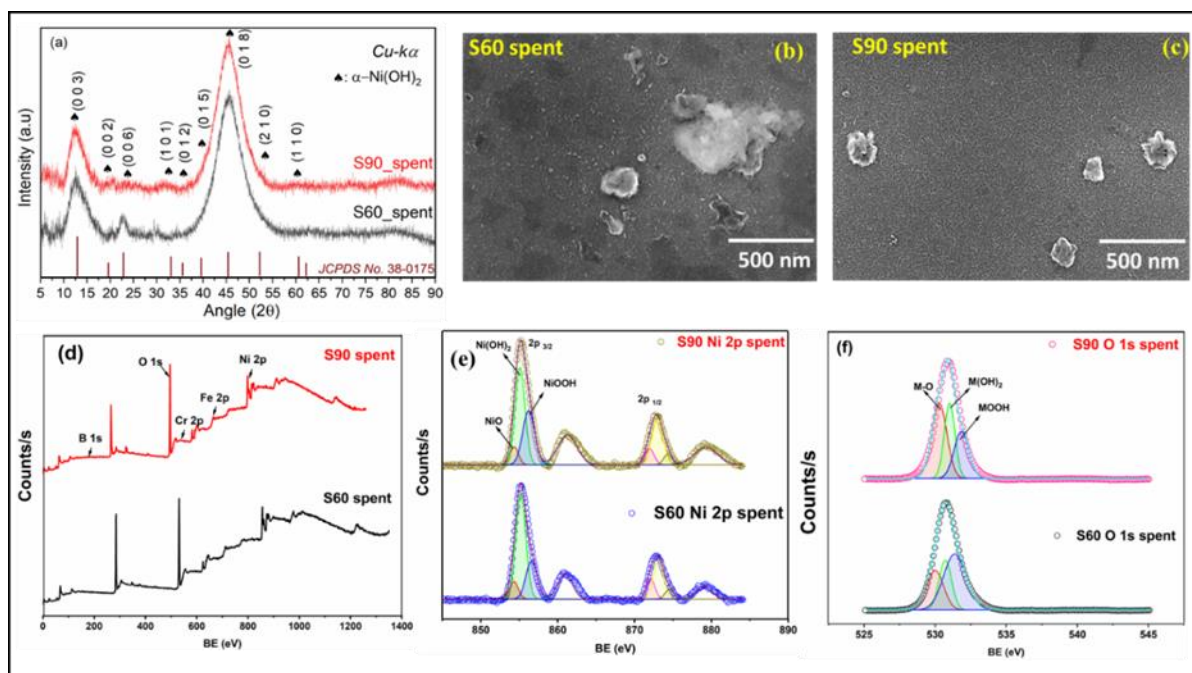 (a)
Cu-kα
♠: α-Ni(OH)₂
(0 0 3)
(0 0 2)
(0 0 6)
(1 0 1)
(0 1 2)
(0 1 5)
(0 1 8)
(2 1 0)
(1 1 0)
S90_spent
S60_spent
JCPDS No. 38-0175
Intensity (a.u)
5 10 15 20 25 30 35 40 45 50 55 60 65 70 75 80 85 90
Angle (2θ)
S60 spent
(b)
500 nm
S90 spent
(c)
500 nm
(d)
S90 spent
O 1s
Ni 2p
Fe 2p
Cr 2p
B 1s
S60 spent
Counts/s
0 200 400 600 800 1000 1200 1400
BE (eV)
(e)
Ni(OH)₂
2p 3/2
S90 Ni 2p spent
NiOOH
NiO
2p 1/2
S60 Ni 2p spent
Counts/s
850 860 870 880 890
BE (eV)
(f)
S90 O 1s spent
M-O
M(OH)₂
MOOH
S60 O 1s spent
Counts/s
525 530 535 540 545
BE (eV)